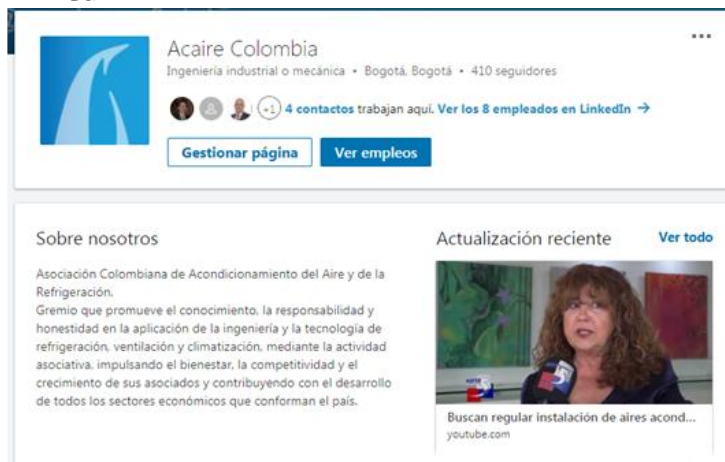 Acaire Colombia
Ingeniería industrial o mecánica • Bogotá, Bogotá • 410 seguidores
+1 4 contactos trabajan aquí. Ver los 8 empleados en LinkedIn →
Gestionar página Ver empleos
Sobre nosotros
Asociación Colombiana de Acondicionamiento del Aire y de la
Refrigeración.
Gremio que promueve el conocimiento, la responsabilidad y
honestidad en la aplicación de la ingeniería y la tecnología de
refrigeración, ventilación y climatización, mediante la actividad
asociativa, impulsando el bienestar, la competitividad y el
crecimiento de sus asociados y contribuyendo con el desarrollo
de todos los sectores económicos que conforman el país.
Actualización reciente Ver todo
Buscan regular instalación de aires acond...
youtube.com